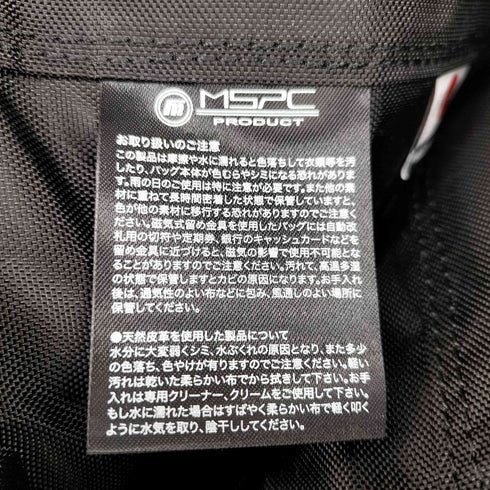 MSPC
PRODUCT
お取り扱いのご注意
この製品は摩擦や水に濡れると色落ちして衣類等を汚
したり、バッグ本体が色むらやシミになる恐れがありま
す。雨の日のご使用は特に注意が必要です。また他の素
材に重ねて長時間密着した状態で保管していますと、
色が他の素材に移行する恐れがありますのでご注意くだ
さい。磁気式留め金具を使用したバッグには自動改
札用の切符や定期券、銀行のキャッシュカードなどを
留め金具に近づけると、磁気の影響で使用不可能とな
ることがありますのでご注意ください。汚れて、高温多湿
の状態で保管しますとカビの原因になります。お手入れ
後は、通気性のよい布などに包み、風通しのよい場所に
保管してください。
●天然皮革を使用した製品について
水分に大変弱くシミ、水ぶくれの原因となり、また多少
の色落ち、色やけが有りますのでご注意ください。軽い
汚れは乾いた柔らかい布でから拭きして下さい。お手
入れは専用クリーナー、クリームをご使用ください。
もし水に濡れた場合はすばやく柔らかい布で軽く叩く
ように水気を取り、陰干ししてください。